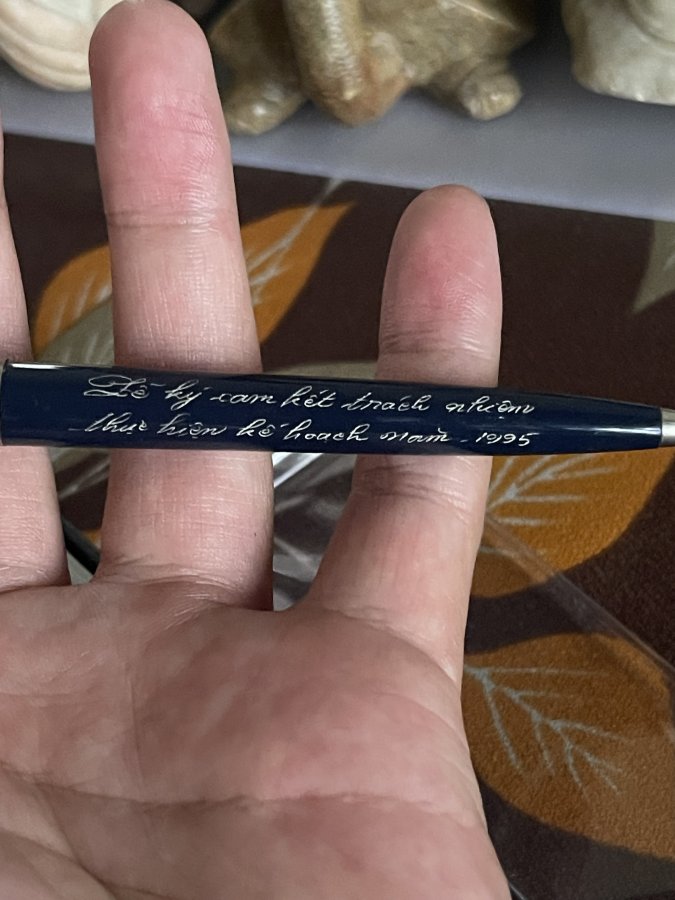 Lễ ký cam kết trách nhiệm
thực hiện kế hoạch năm - 1995